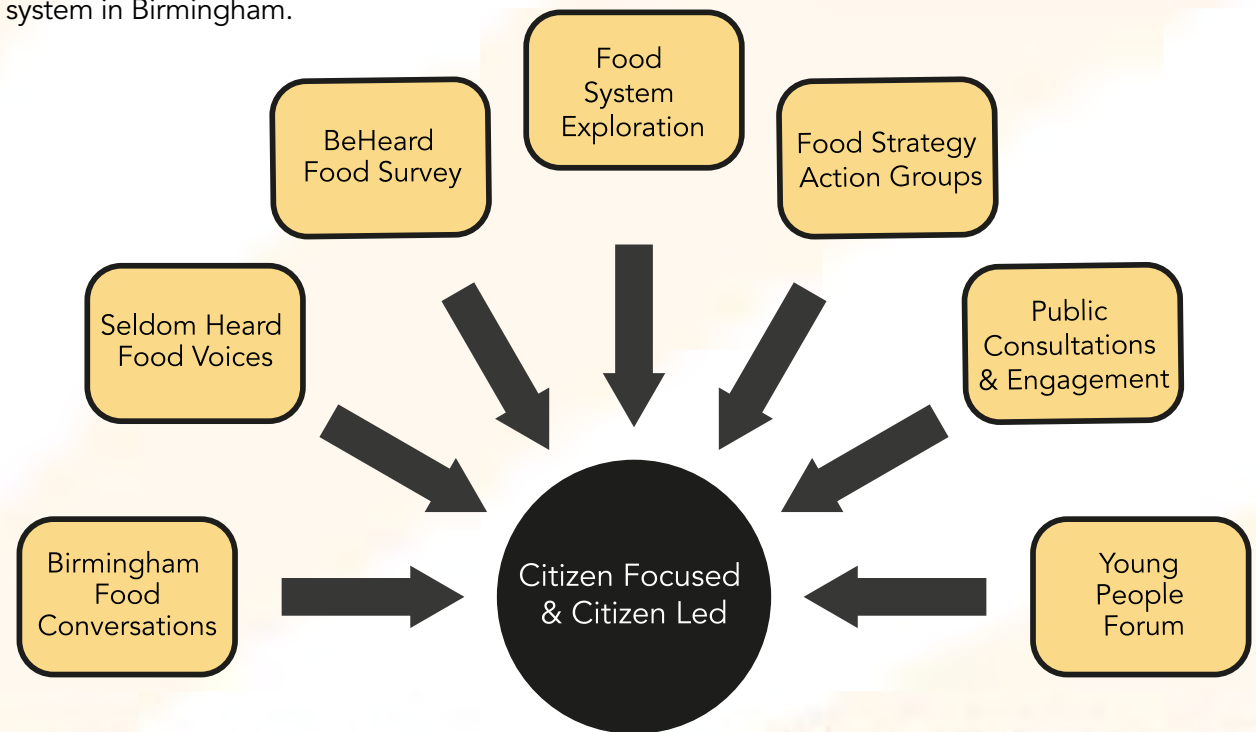 system in Birmingham.
Food
System
Exploration
BeHeard
Food Survey
Food Strategy
Action Groups
Seldom Heard
Food Voices
Public
Consultations
& Engagement
Birmingham
Food
Conversations
Citizen Focused
& Citizen Led
Young
People
Forum